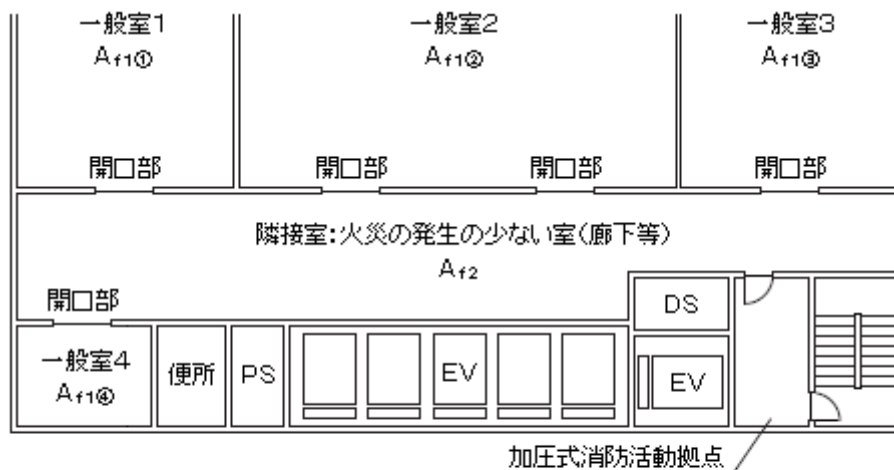 一般室1
Af1①
一般室2
Af1②
一般室3
Af1③
開口部
開口部
開口部
開口部
隣接室:火災の発生の少ない室(廊下等)
Af2
開口部
一般室4
Af1④
便所
PS
EV
DS
EV
加圧式消防活動拠点